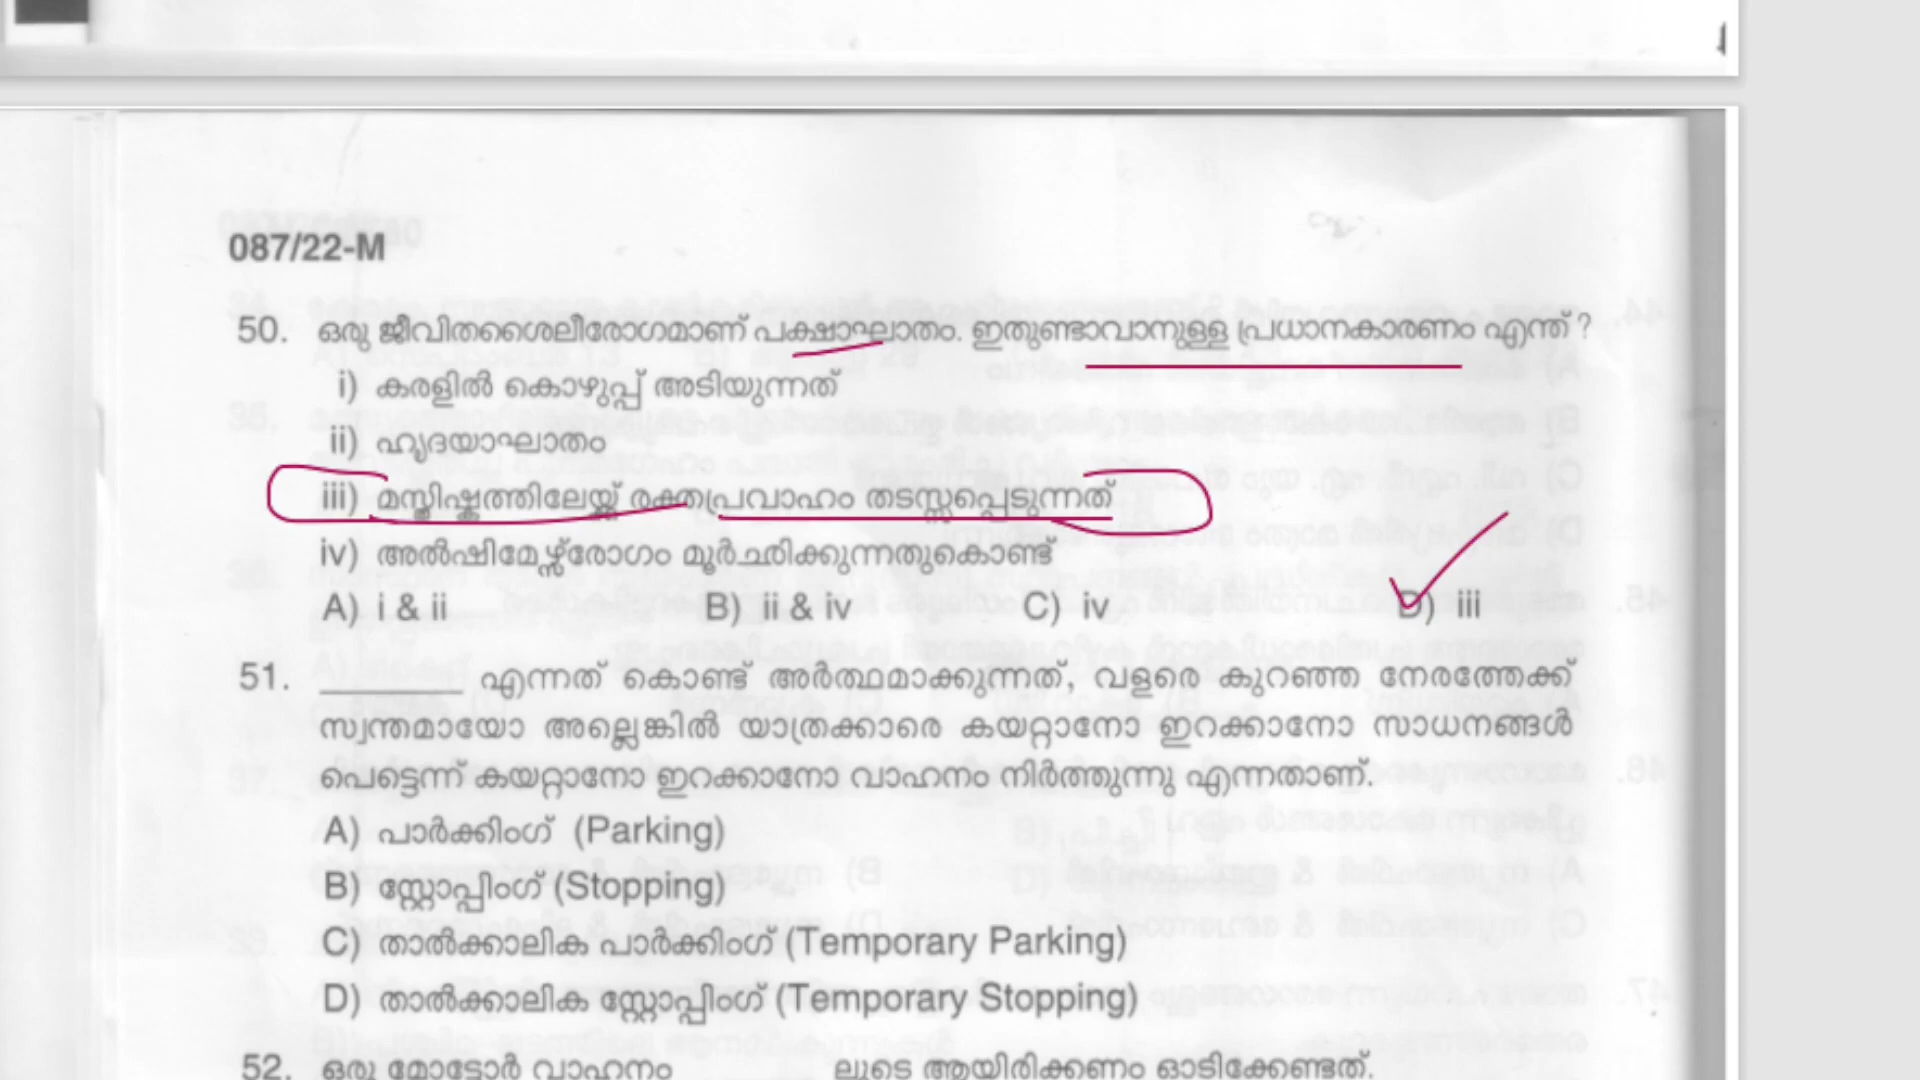 087/22-M
50. ഒരു ജീവിതശൈലീരോഗമാണ് പക്ഷാഘാതം. ഇതുണ്ടാവാനുള്ള പ്രധാനകാരണം എന്ത് ?
i) കരളിൽ കൊഴുപ്പ് അടിയുന്നത്
ii) ഹൃദയാഘാതം
iii) മസ്തിഷ്കത്തിലേയ്ക്ക് രക്തപ്രവാഹം തടസ്സപ്പെടുന്നത്
iv) അൽഷിമേഴ്സ്രോഗം മൂർച്ഛിക്കുന്നതുകൊണ്ട്
A) i & ii B) ii & iv C) iv D) iii
51. ________ എന്നത് കൊണ്ട് അർത്ഥമാക്കുന്നത്, വളരെ കുറഞ്ഞ നേരത്തേക്ക്
സ്വന്തമായോ അല്ലെങ്കിൽ യാത്രക്കാരെ കയറ്റാനോ ഇറക്കാനോ സാധനങ്ങൾ
പെട്ടെന്ന് കയറ്റാനോ ഇറക്കാനോ വാഹനം നിർത്തുന്നു എന്നതാണ്.
A) പാർക്കിംഗ് (Parking)
B) സ്റ്റോപ്പിംഗ് (Stopping)
C) താൽക്കാലിക പാർക്കിംഗ് (Temporary Parking)
D) താൽക്കാലിക സ്റ്റോപ്പിംഗ് (Temporary Stopping)
52. ഒരു മോട്ടോർ വാഹനം ________ ലൂടെ ആയിരിക്കണം ഓടിക്കേണ്ടത്.